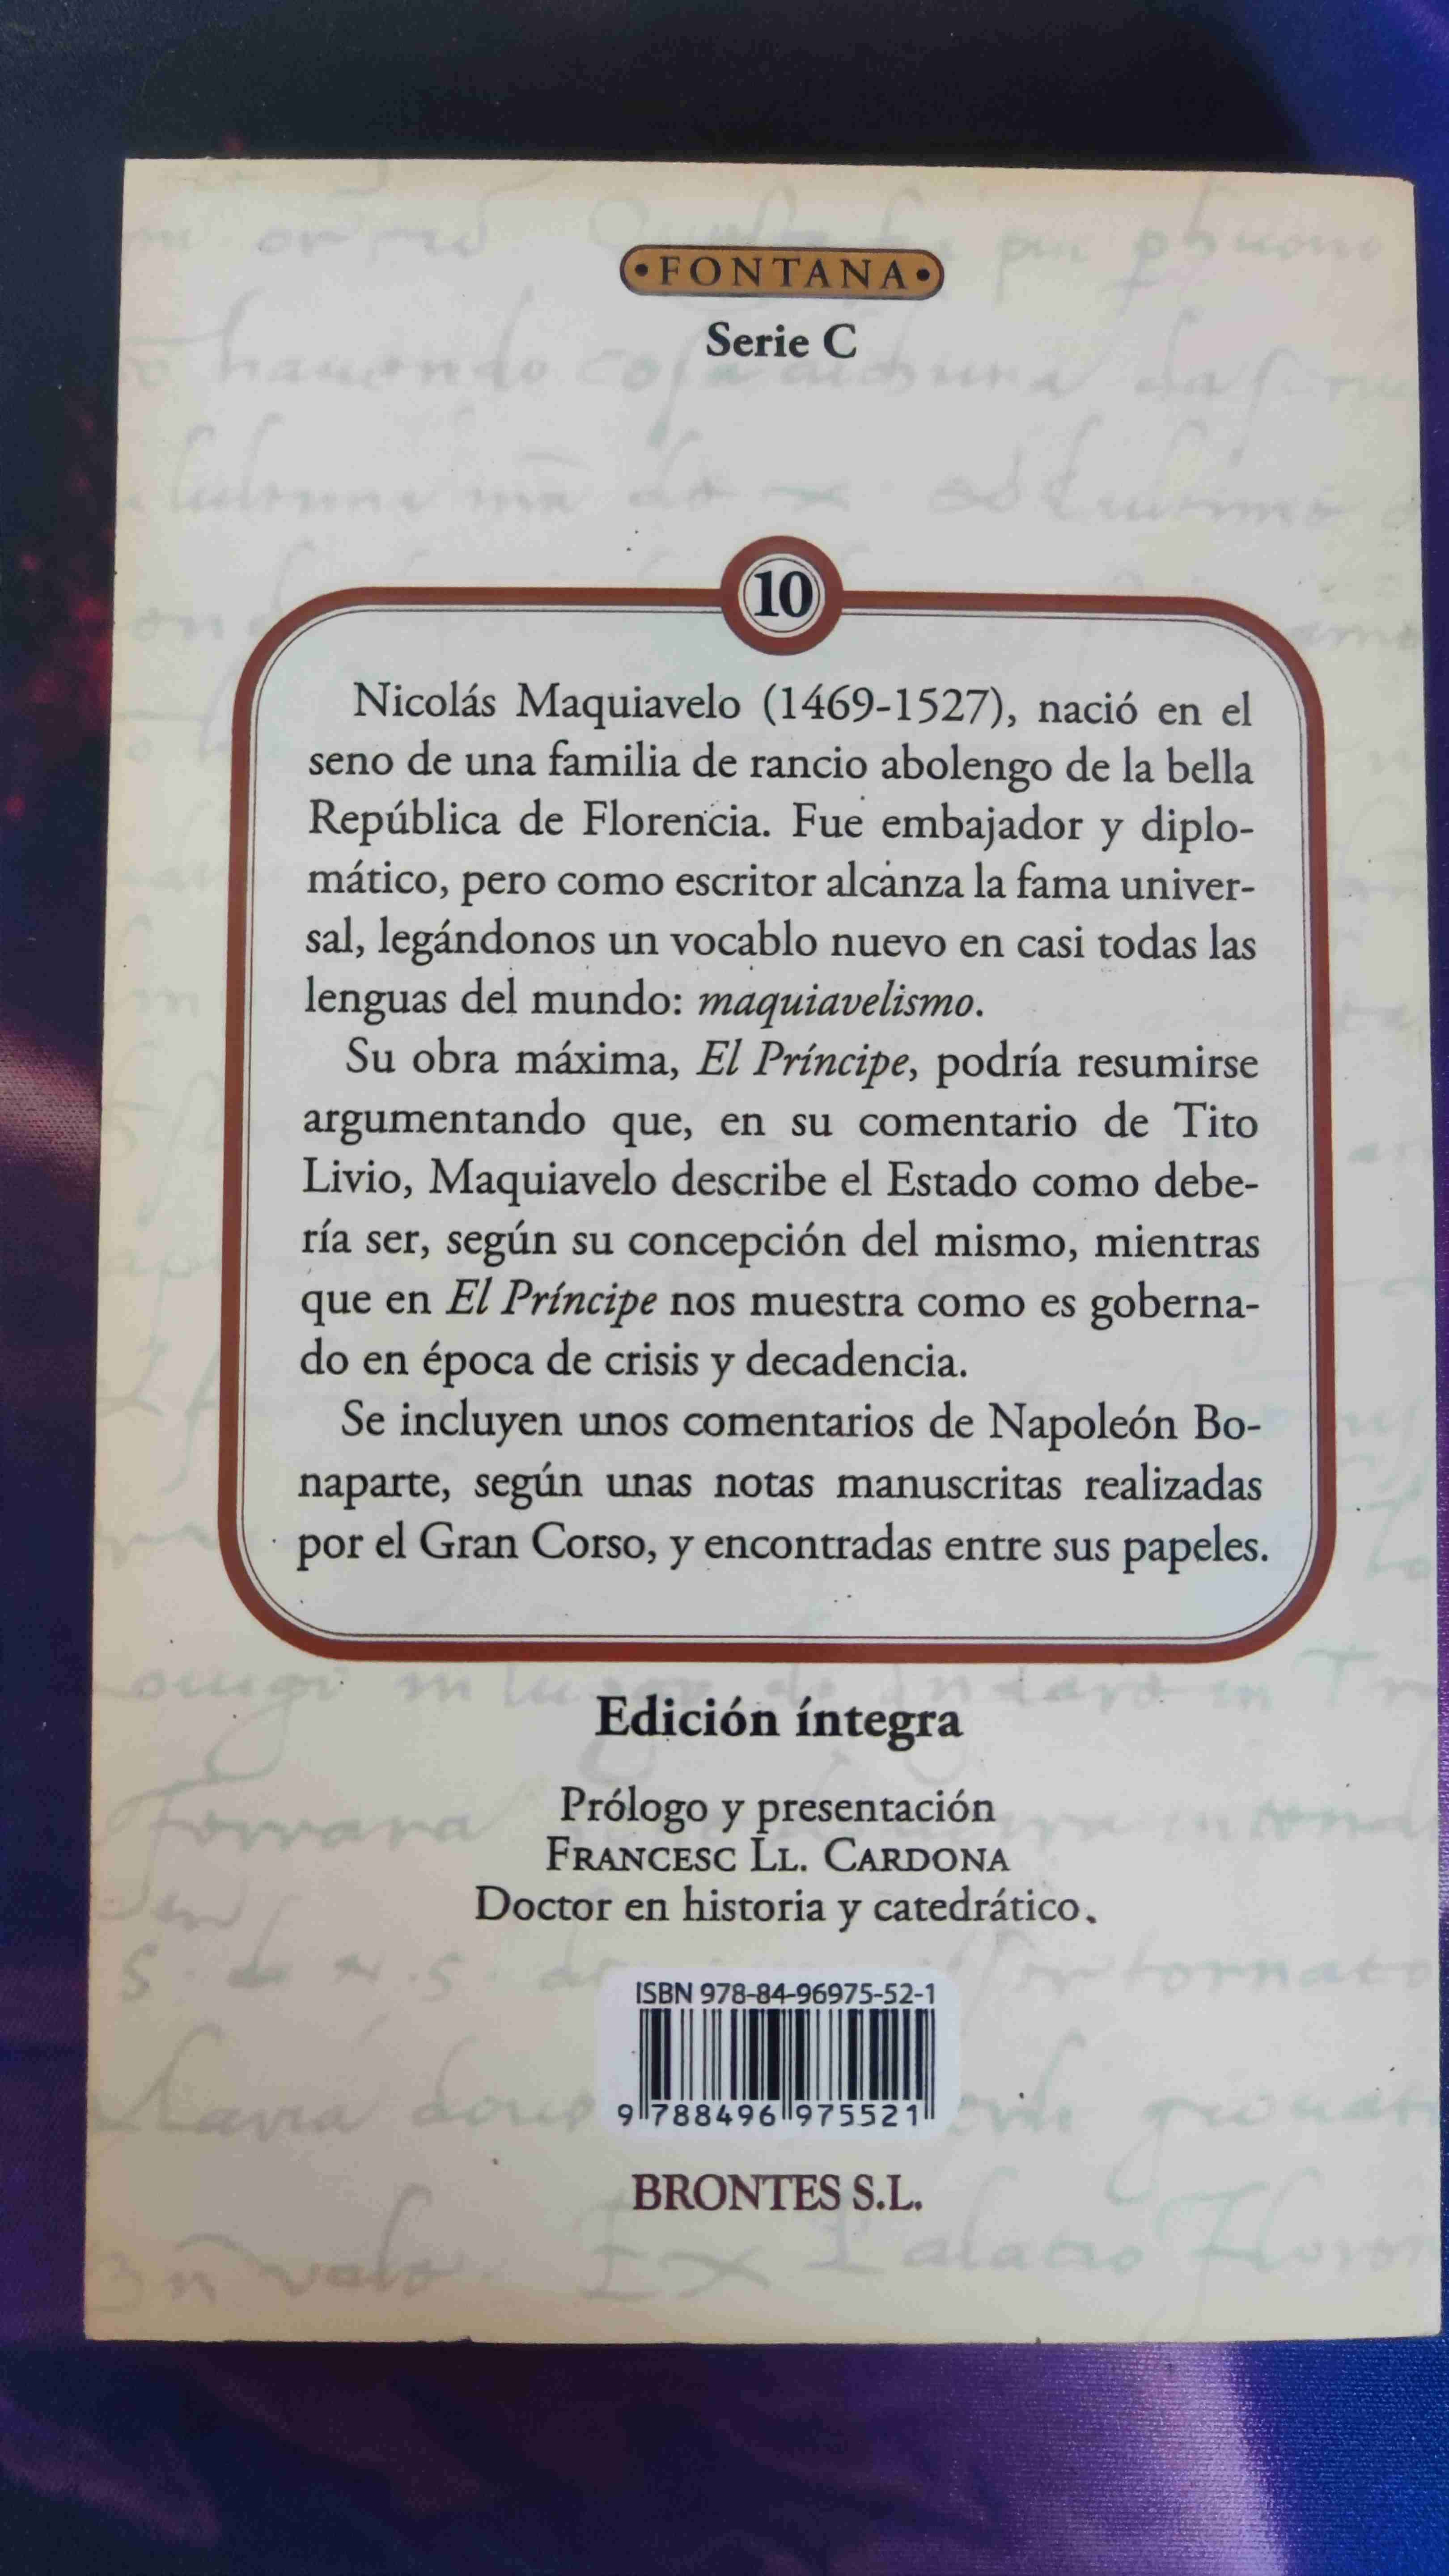 •FONTANA•
Serie C
10
Nicolás Maquiavelo (1469-1527), nació en el
seno de una familia de rancio abolengo de la bella
República de Florencia. Fue embajador y diplo-
mático, pero como escritor alcanza la fama univer-
sal, legándonos un vocablo nuevo en casi todas las
lenguas del mundo: maquiavelismo.
Su obra máxima, El Príncipe, podría resumirse
argumentando que, en su comentario de Tito
Livio, Maquiavelo describe el Estado como debe-
ría ser, según su concepción del mismo, mientras
que en El Príncipe nos muestra como es goberna-
do en época de crisis y decadencia.
Se incluyen unos comentarios de Napoleón Bo-
naparte, según unas notas manuscritas realizadas
por el Gran Corso, y encontradas entre sus papeles.
Edición íntegra
Prólogo y presentación
FRANCESC LL. CARDONA
Doctor en historia y catedrático.
ISBN 978-84-96975-52-1
9 788496 975521
BRONTES S.L.